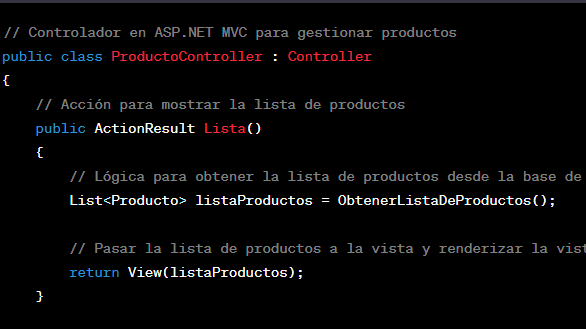 // Controlador en ASP.NET MVC para gestionar productos
public class ProductoController : Controller
{
// Acción para mostrar la lista de productos
public ActionResult Lista()
{
// Lógica para obtener la lista de productos desde la base de
List<Producto> listaProductos = ObtenerListaDeProductos();
// Pasar la lista de productos a la vista y renderizar la
return View(listaProductos);
}